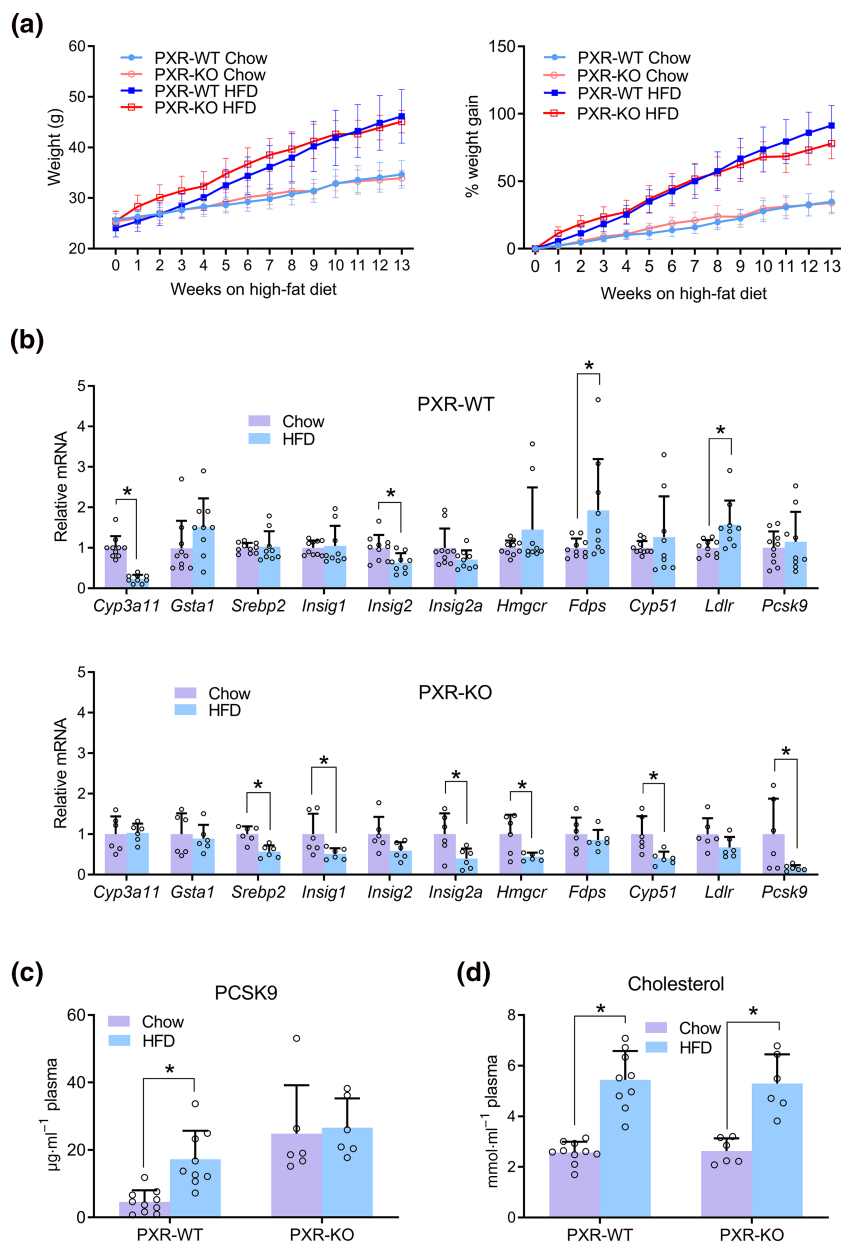 (a)
60
50
40
30
20
Weight (g)
PXR-WT Chow
PXR-KO Chow
PXR-WT HFD
PXR-KO HFD
0 1 2 3 4 5 6 7 8 9 10 11 12 13
Weeks on high-fat diet
150
100
50
0
% weight gain
PXR-WT Chow
PXR-KO Chow
PXR-WT HFD
PXR-KO HFD
0 1 2 3 4 5 6 7 8 9 10 11 12 13
Weeks on high-fat diet
(b)
PXR-WT
5
4
3
2
1
0
Relative mRNA
Chow
HFD
* * * *
Cyp3a11 Gsta1 Srebp2 Insig1 Insig2 Insig2a Hmgcr Fdps Cyp51 Ldlr Pcsk9
PXR-KO
5
4
3
2
1
0
Relative mRNA
Chow
HFD
* * * * * *
Cyp3a11 Gsta1 Srebp2 Insig1 Insig2 Insig2a Hmgcr Fdps Cyp51 Ldlr Pcsk9
(c)
PCSK9
60
40
20
0
µg·ml⁻¹ plasma
Chow
HFD
*
PXR-WT PXR-KO
(d)
Cholesterol
8
6
4
2
0
mmol·ml⁻¹ plasma
Chow
HFD
* *
PXR-WT PXR-KO